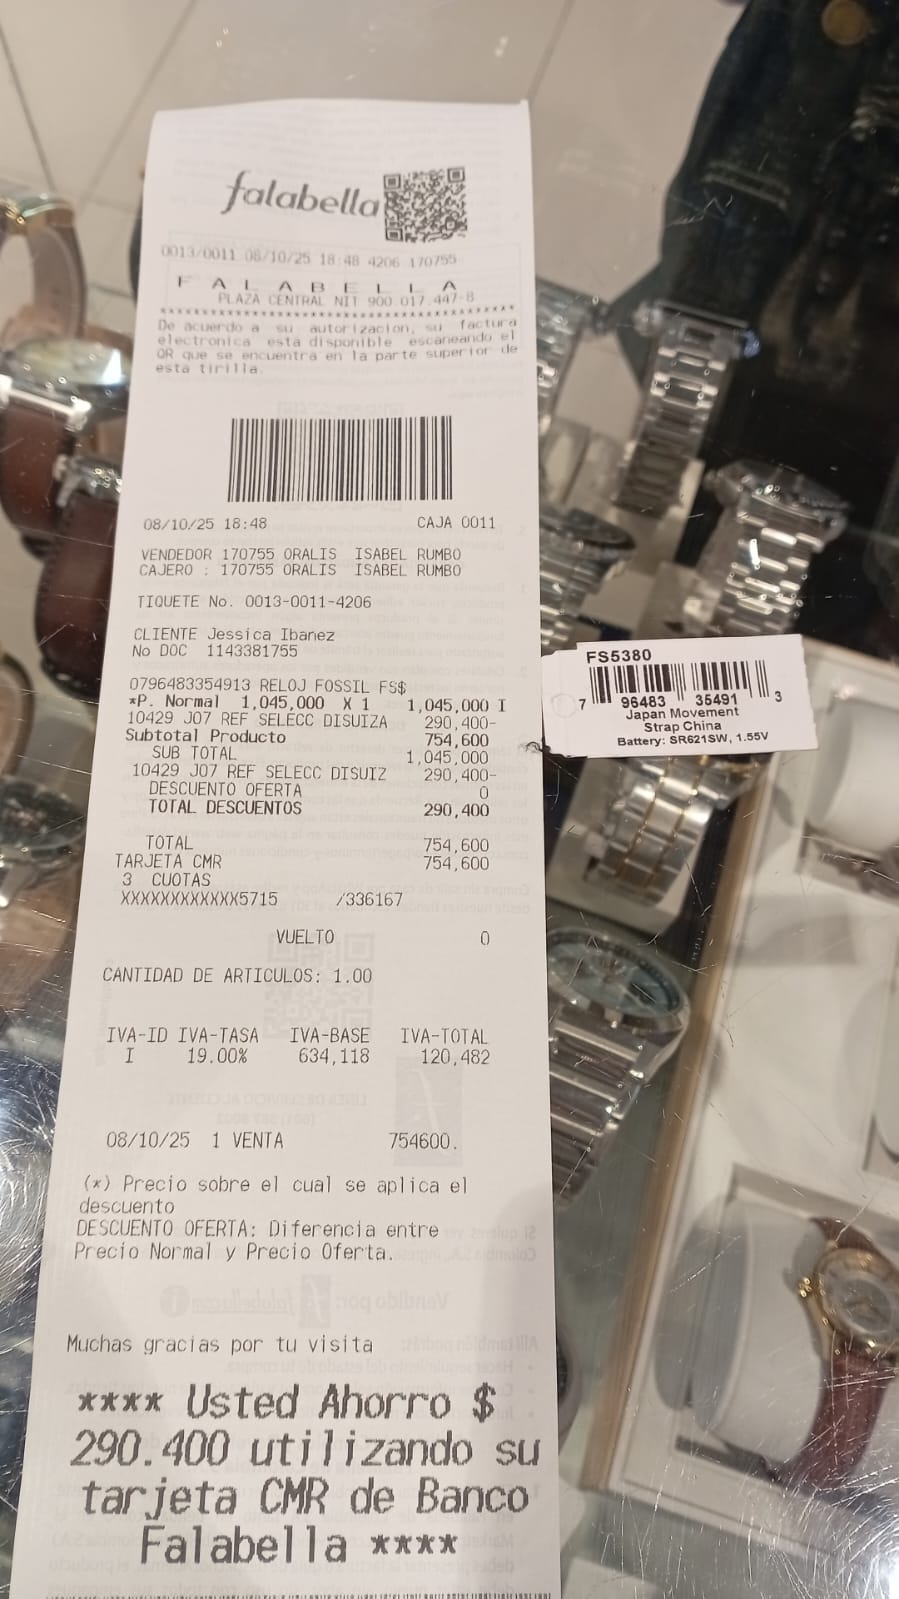 falabella
0013/0011 08/10/25 18:48 4206 170755
F A L A B E L L A
PLAZA CENTRAL NIT 900.017.447-8
****************************************
De acuerdo a su autorizacion, su factura
electronica esta disponible escaneando el
QR que se encuentra en la parte superior de
esta tirilla.
08/10/25 18:48 CAJA 0011
VENDEDOR 170755 ORALIS ISABEL RUMBO
CAJERO : 170755 ORALIS ISABEL RUMBO
TIQUETE No. 0013-0011-4206
CLIENTE Jessica Ibanez
No DOC 1143381755
0796483354913 RELOJ FOSSIL FS$
*P. Normal 1,045,000 X 1 1,045,000 I
10429 J07 REF SELECC DISUIZA 290,400-
Subtotal Producto 754,600
SUB TOTAL 1,045,000
10429 J07 REF SELECC DISUIZ 290,400-
DESCUENTO OFERTA 0
TOTAL DESCUENTOS 290,400
TOTAL 754,600
TARJETA CMR 754,600
3 CUOTAS
XXXXXXXXXXXX5715 /336167
VUELTO 0
CANTIDAD DE ARTICULOS: 1.00
IVA-ID IVA-TASA IVA-BASE IVA-TOTAL
I 19.00% 634,118 120,482
08/10/25 1 VENTA 754600.
(*) Precio sobre el cual se aplica el
descuento
DESCUENTO OFERTA: Diferencia entre
Precio Normal y Precio Oferta.
Muchas gracias por tu visita
**** Usted Ahorro $
290.400 utilizando su
tarjeta CMR de Banco
Falabella ****
FS5380
7 96483 35491 3
Japan Movement
Strap China
Battery: SR621SW, 1.55V